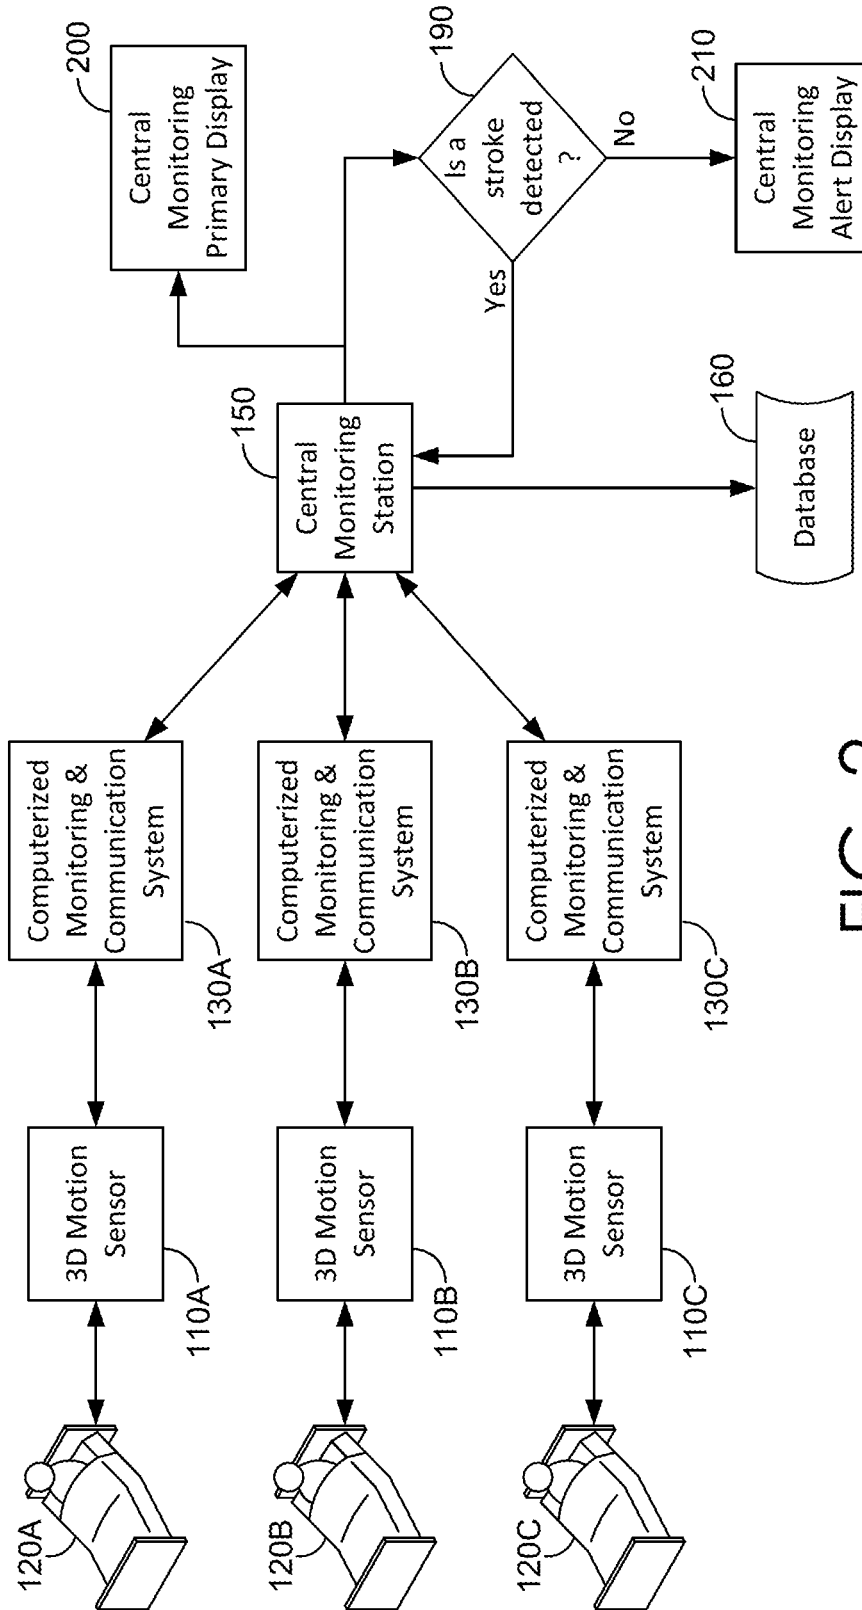 120A
110A
3D Motion
Sensor
130A
Computerized
Monitoring &
Communication
System
120B
110B
3D Motion
Sensor
130B
Computerized
Monitoring &
Communication
System
120C
110C
3D Motion
Sensor
130C
Computerized
Monitoring &
Communication
System
150
Central
Monitoring
Station
200
Central
Monitoring
Primary Display
190
Is a
stroke
detected
?
Yes
No
210
Central
Monitoring
Alert Display
160
Database